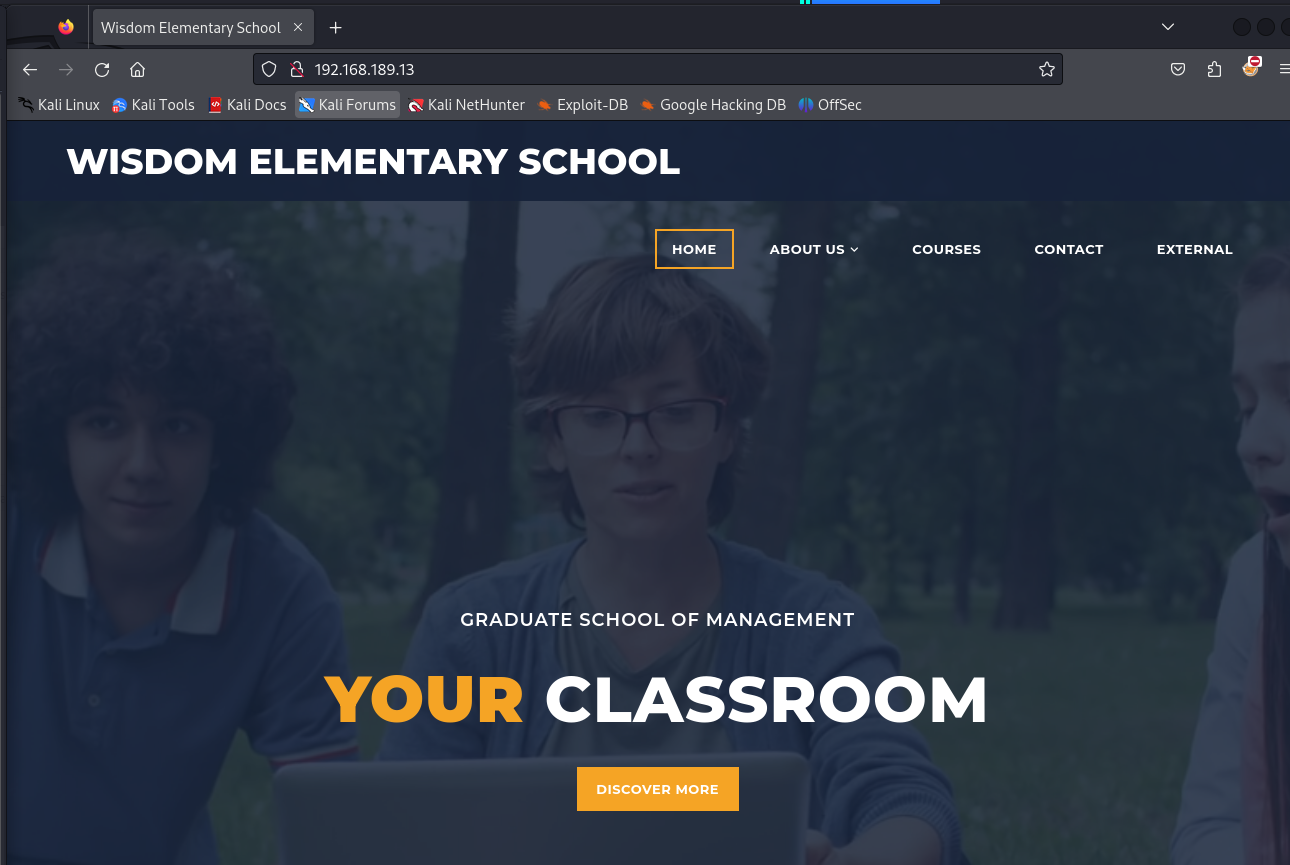 Wisdom Elementary School
192.168.189.13
Kali Linux Kali Tools Kali Docs Kali Forums Kali NetHunter Exploit-DB Google Hacking DB OffSec
WISDOM ELEMENTARY SCHOOL
HOME ABOUT US COURSES CONTACT EXTERNAL
GRADUATE SCHOOL OF MANAGEMENT
YOUR CLASSROOM
DISCOVER MORE